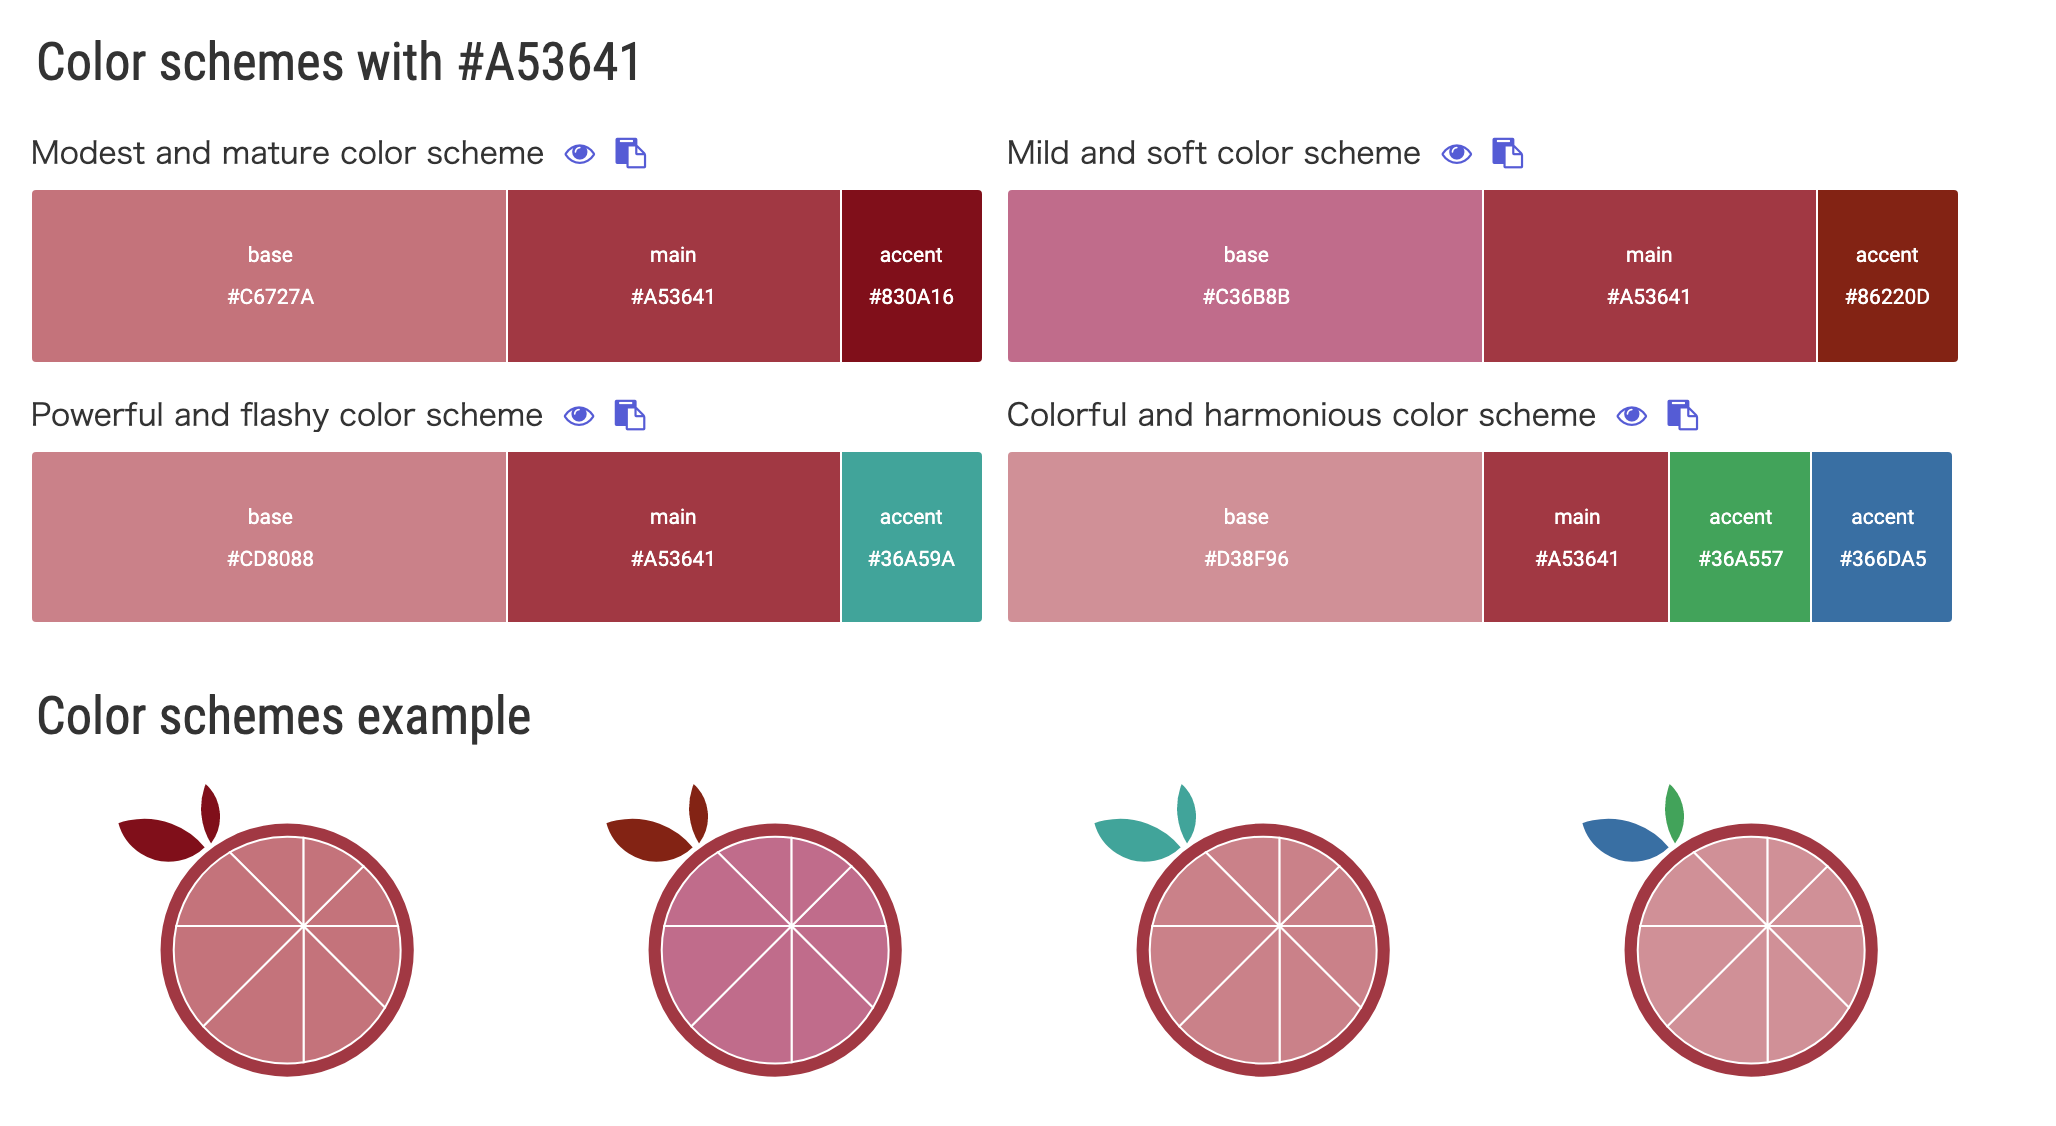 Color schemes with #A53641
Modest and mature color scheme
base
#C6727A
main
#A53641
accent
#830A16
Mild and soft color scheme
base
#C36B8B
main
#A53641
accent
#86220D
Powerful and flashy color scheme
base
#CD8088
main
#A53641
accent
#36A59A
Colorful and harmonious color scheme
base
#D38F96
main
#A53641
accent
#36A557
accent
#366DA5
Color schemes example